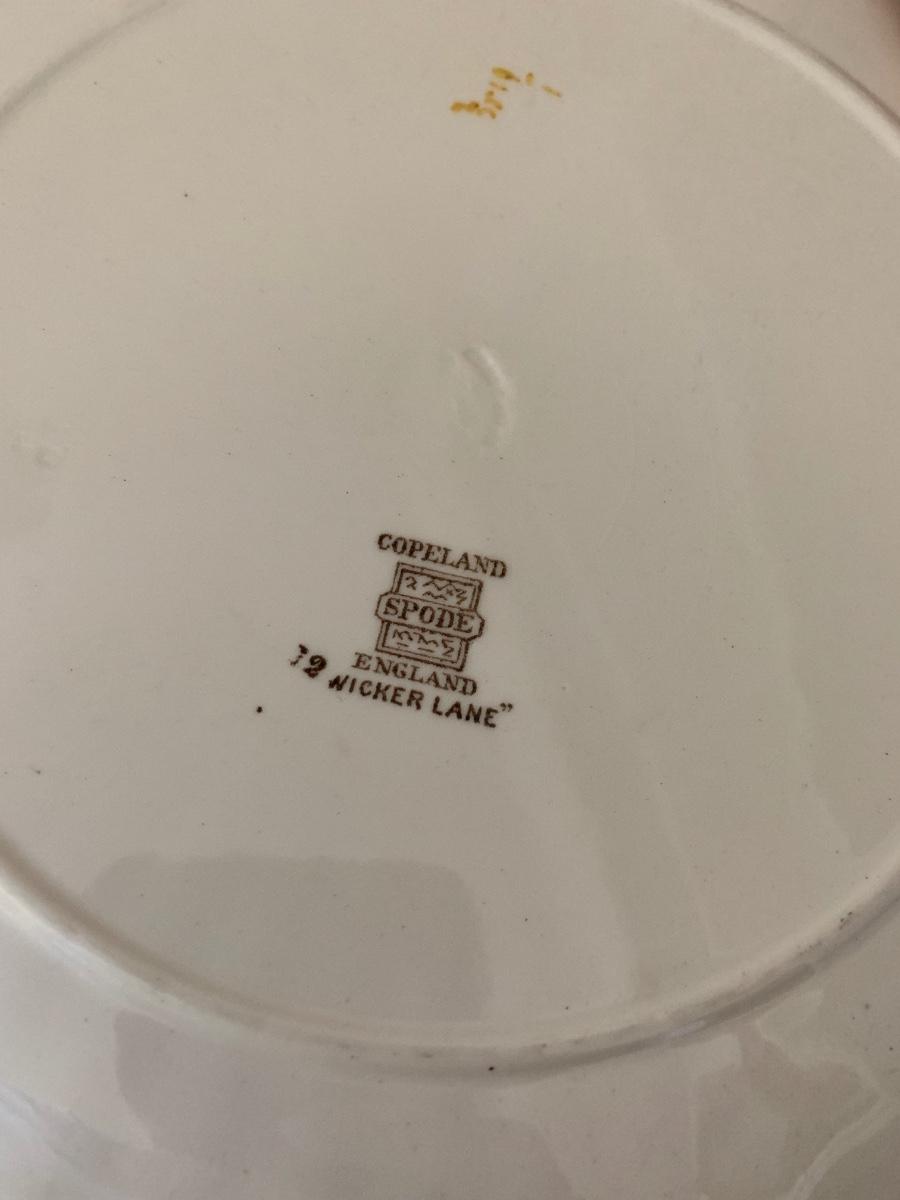 COPELAND
SPODE
ENGLAND
WICKER LANE"